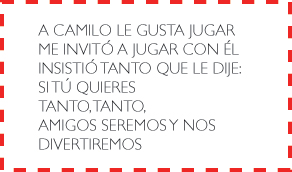 A CAMILO LE GUSTA JUGAR
ME INVITÓ A JUGAR CON ÉL
INSISTIÓ TANTO QUE LE DIJE:
SI TÚ QUIERES
TANTO, TANTO,
AMIGOS SEREMOS Y NOS
DIVERTIREMOS